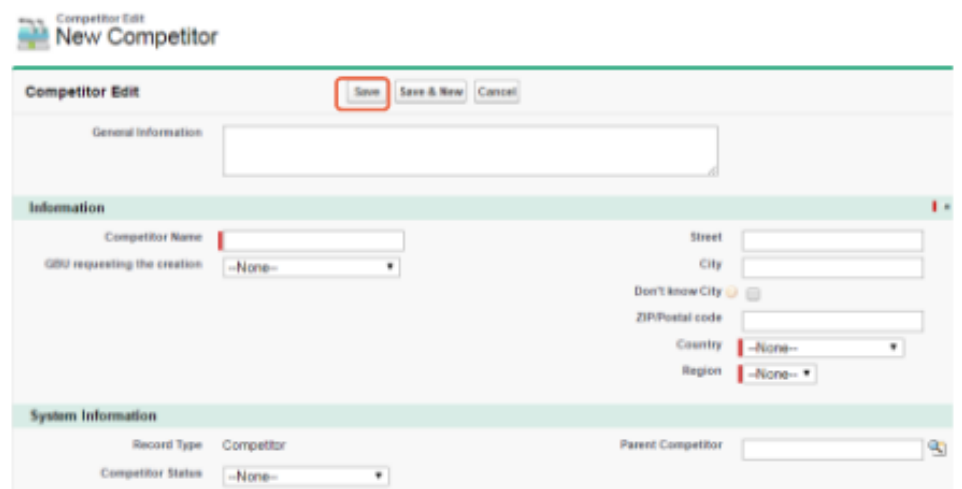 Competitor Edit
New Competitor
Competitor Edit
Save Save & New Cancel
General Information
Information
Competitor Name
GBU requesting the creation --None--
Street
City
Don't know City
ZIP/Postal code
Country --None--
Region --None--
System Information
Record Type Competitor
Competitor Status --None--
Parent Competitor